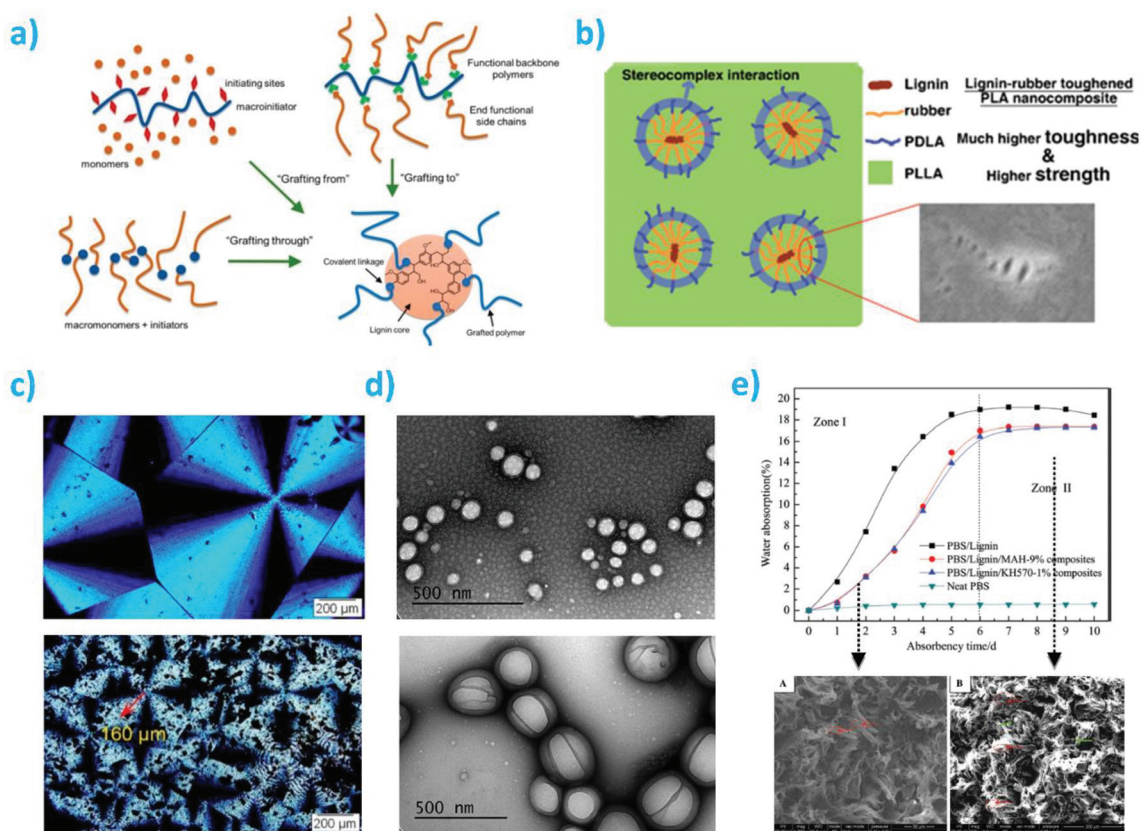 a)
initiating sites
macroinitiator
monomers
Functional backbone
polymers
End functional
side chains
"Grafting from"
"Grafting to"
"Grafting through"
macromonomers + initiators
Covalent linkage
Lignin core
Grafted polymer
HO
OH
b)
Stereocomplex interaction
Lignin
rubber
PDLA
PLLA
Lignin-rubber toughened
PLA nanocomposite
Much higher toughness
&
Higher strength
c)
200 µm
160 µm
200 µm
d)
500 nm
500 nm
e)
Water abosorption(%)
20
18
16
14
12
10
8
6
4
2
0
Zone I
Zone II
PBS/Lignin
PBS/Lignin/MAH-9% composites
PBS/Lignin/KH570-1% composites
Neat PBS
0 1 2 3 4 5 6 7 8 9 10
Absorbency time/d
A
B